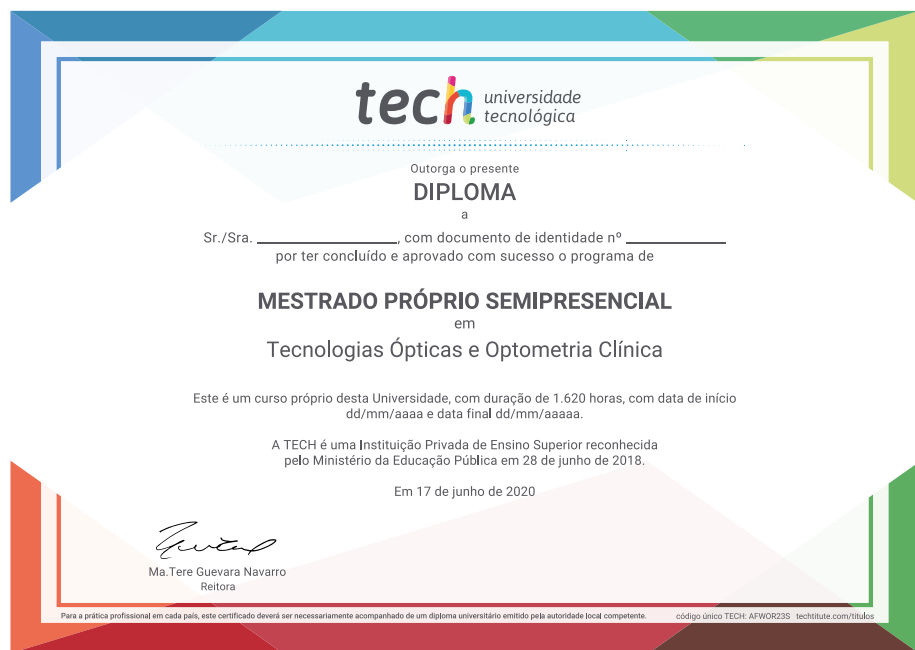 tech universidade
tecnológica
Outorga o presente
DIPLOMA
a
Sr./Sra. ____________________, com documento de identidade nº ______________
por ter concluído e aprovado com sucesso o programa de
MESTRADO PRÓPRIO SEMIPRESENCIAL
em
Tecnologias Ópticas e Optometria Clínica
Este é um curso próprio desta Universidade, com duração de 1.620 horas, com data de início
dd/mm/aaaa e data final dd/mm/aaaaa.
A TECH é uma Instituição Privada de Ensino Superior reconhecida
pelo Ministério da Educação Pública em 28 de junho de 2018.
Em 17 de junho de 2020
Ma.Tere Guevara Navarro
Reitora
Para a prática profissional em cada país, este certificado deverá ser necessariamente acompanhado de um diploma universitário emitido pela autoridade local competente. código único TECH: AFWOR23S techtitute.com/titulos